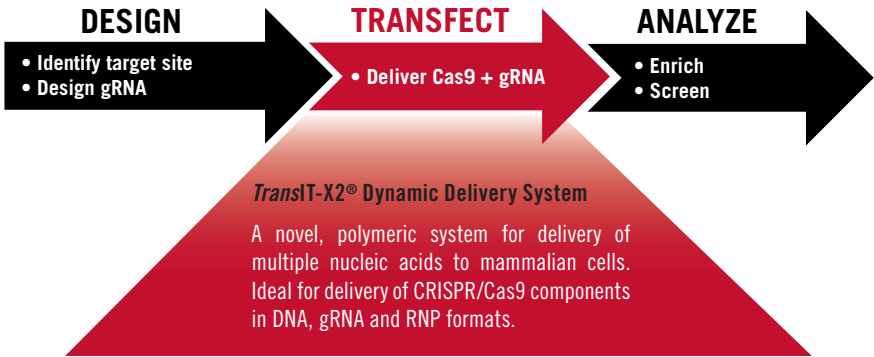 DESIGN
• Identify target site
• Design gRNA
TRANSFECT
• Deliver Cas9 + gRNA
ANALYZE
• Enrich
• Screen
TransIT-X2® Dynamic Delivery System
A novel, polymeric system for delivery of
multiple nucleic acids to mammalian cells.
Ideal for delivery of CRISPR/Cas9 components
in DNA, gRNA and RNP formats.